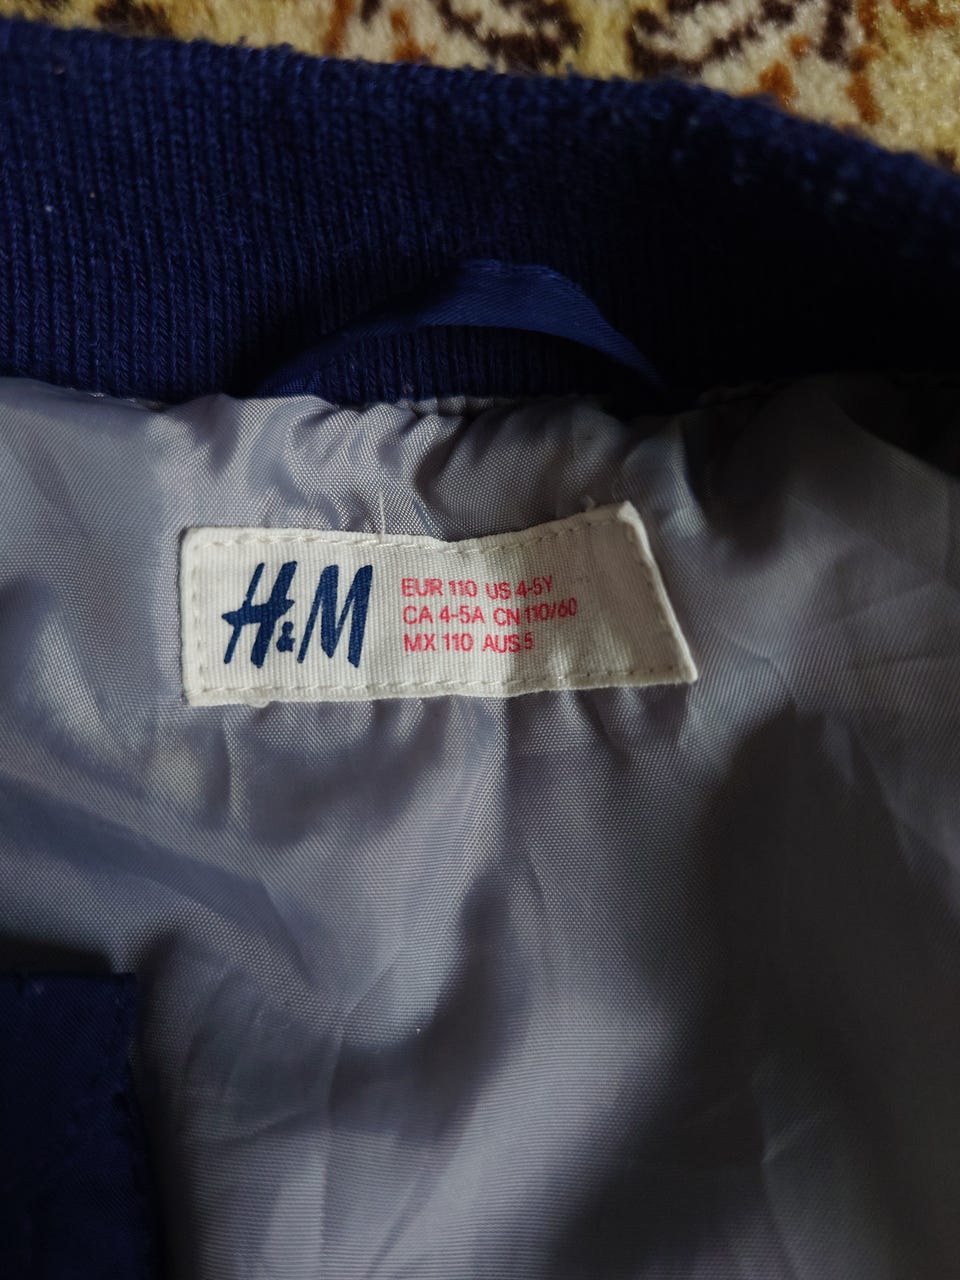 H&M
EUR 110 US 4-5Y
CA 4-5A CN 110/60
MX 110 AUS 5